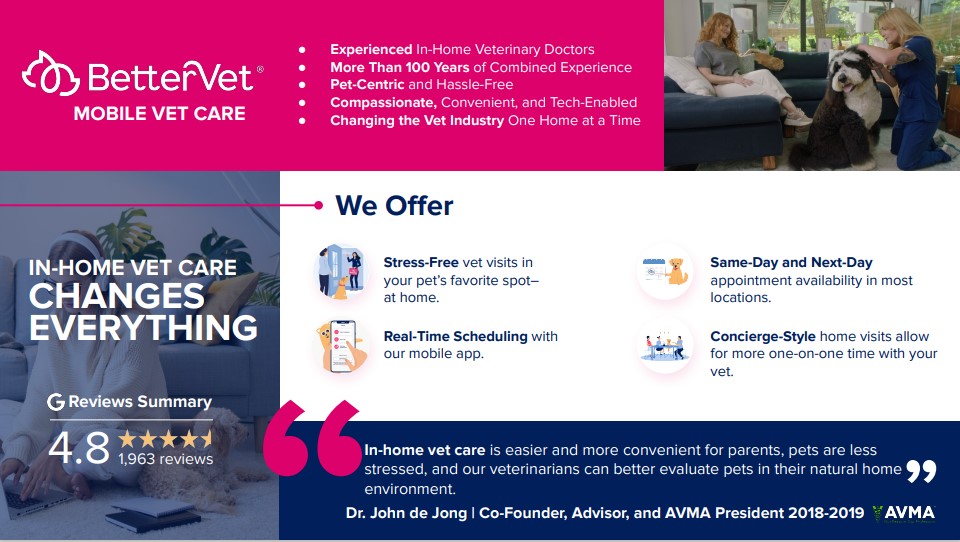 BetterVet®
MOBILE VET CARE
● Experienced In-Home Veterinary Doctors
● More Than 100 Years of Combined Experience
● Pet-Centric and Hassle-Free
● Compassionate, Convenient, and Tech-Enabled
● Changing the Vet Industry One Home at a Time
IN-HOME VET CARE
CHANGES
EVERYTHING
G Reviews Summary
4.8
1,963 reviews
We Offer
Stress-Free vet visits in
your pet's favorite spot–
at home.
Same-Day and Next-Day
appointment availability in most
locations.
Real-Time Scheduling with
our mobile app.
Concierge-Style home visits allow
for more one-on-one time with your
vet.
“In-home vet care is easier and more convenient for parents, pets are less
stressed, and our veterinarians can better evaluate pets in their natural home”
environment.
Dr. John de Jong | Co-Founder, Advisor, and AVMA President 2018-2019
AVMA